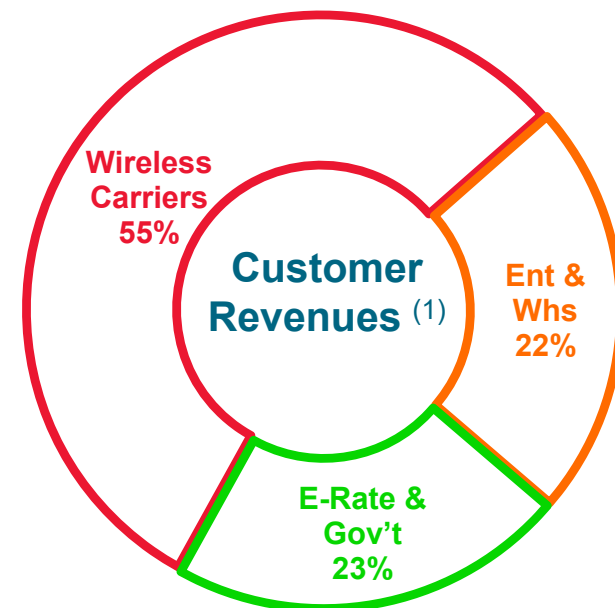 Wireless
Carriers
55%
Customer
Revenues (1)
Ent &
Whs
22%
E-Rate &
Gov’t
23%